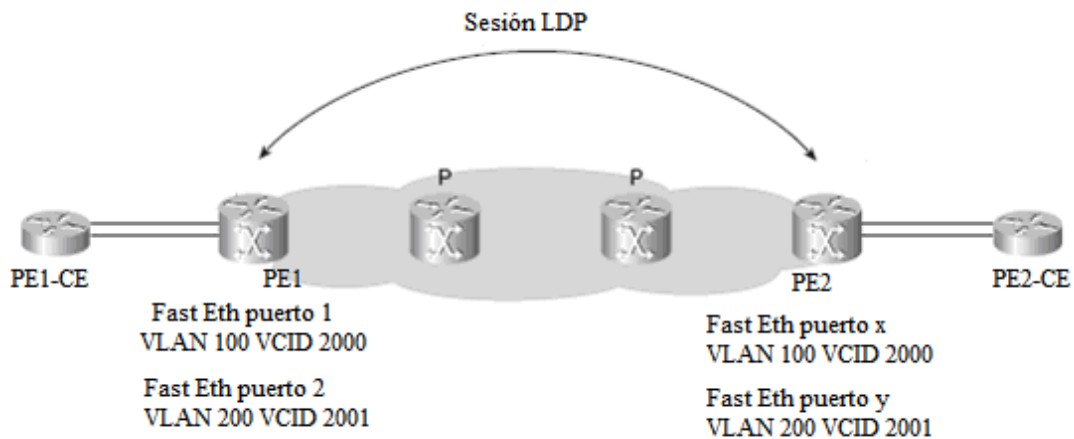 Sesión LDP
P
P
PE1-CE
PE1
PE2
PE2-CE
Fast Eth puerto 1
VLAN 100 VCID 2000
Fast Eth puerto 2
VLAN 200 VCID 2001
Fast Eth puerto x
VLAN 100 VCID 2000
Fast Eth puerto y
VLAN 200 VCID 2001